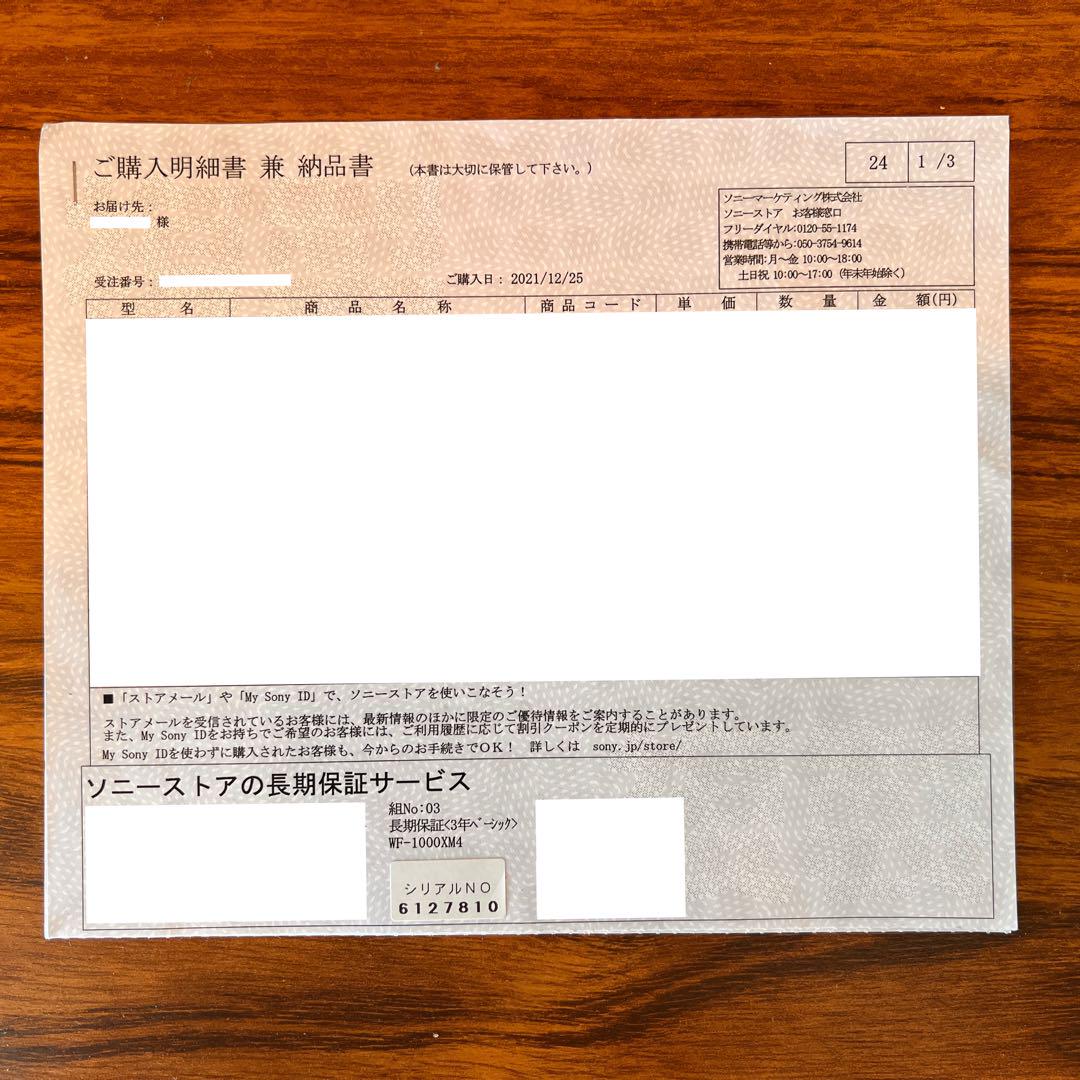 ご購入明細書 兼 納品書 (本書は大切に保管して下さい。)
24 1 /3
お届け先:
様
ソニーマーケティング株式会社
ソニーストア お客様窓口
フリーダイヤル:0120-55-1174
携帯電話等から:050-3754-9614
営業時間:月～金 10:00～18:00
土日祝 10:00～17:00 (年末年始除く)
受注番号: ご購入日: 2021/12/25
型 名 商 品 名 称 商品コード 単 価 数 量 金 額(円)
■「ストアメール」や「My Sony ID」で、ソニーストアを使いこなそう!
ストアメールを受信されているお客様には、最新情報のほかに限定のご優待情報をご案内することがあります。
また、My Sony IDをお持ちでご希望のお客様には、ご利用履歴に応じて割引クーポンを定期的にプレゼントしています。
My Sony IDを使わずに購入されたお客様も、今からのお手続きでOK! 詳しくは sony.jp/store/
ソニーストアの長期保証サービス
組No:03
長期保証<3年ベーシック>
WF-1000XM4
シリアルNO
6127810